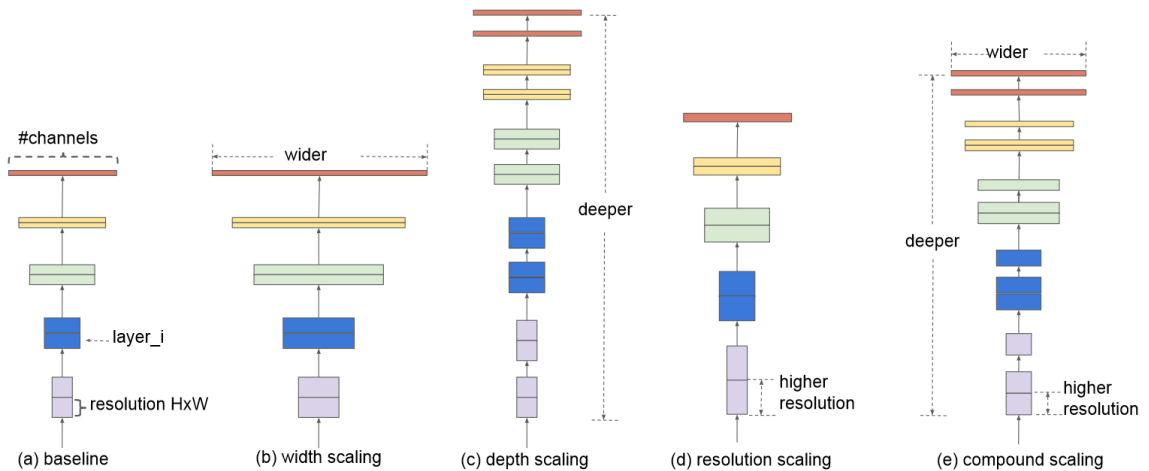 #channels
layer_i
resolution HxW
(a) baseline
wider
(b) width scaling
deeper
(c) depth scaling
higher
resolution
(d) resolution scaling
wider
deeper
higher
resolution
(e) compound scaling